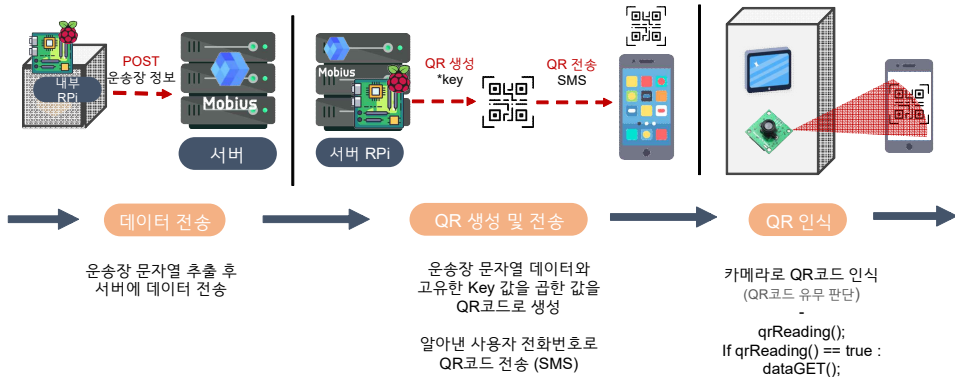 내부
RPi
POST
운송장 정보
Mobius
서버
Mobius
서버 RPi
QR 생성
*key
QR 전송
SMS
데이터 전송
QR 생성 및 전송
QR 인식
운송장 문자열 추출 후
서버에 데이터 전송
운송장 문자열 데이터와
고유한 Key 값을 곱한 값을
QR코드로 생성
알아낸 사용자 전화번호로
QR코드 전송 (SMS)
카메라로 QR코드 인식
(QR코드 유무 판단)
-
qrReading();
If qrReading() == true :
dataGET();